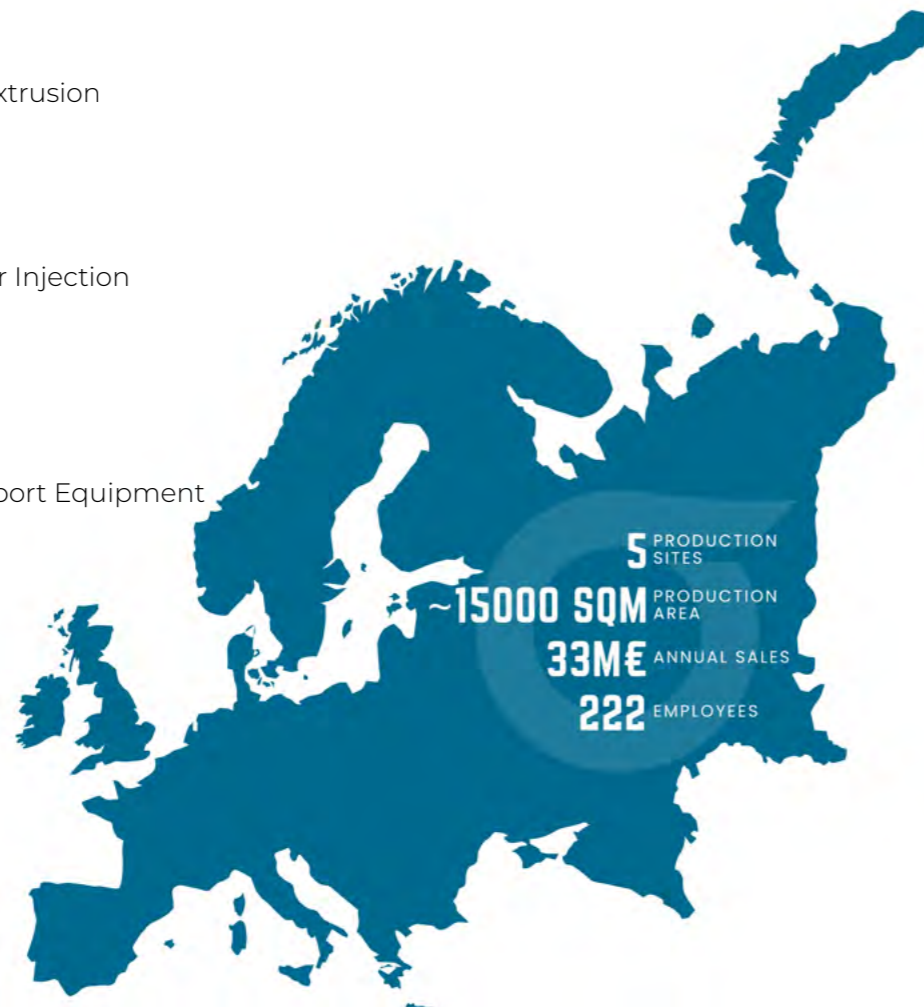 xtrusion
r Injection
port Equipment
5 PRODUCTION
SITES
~15000 SQM PRODUCTION
AREA
33M€ ANNUAL SALES
222 EMPLOYEES